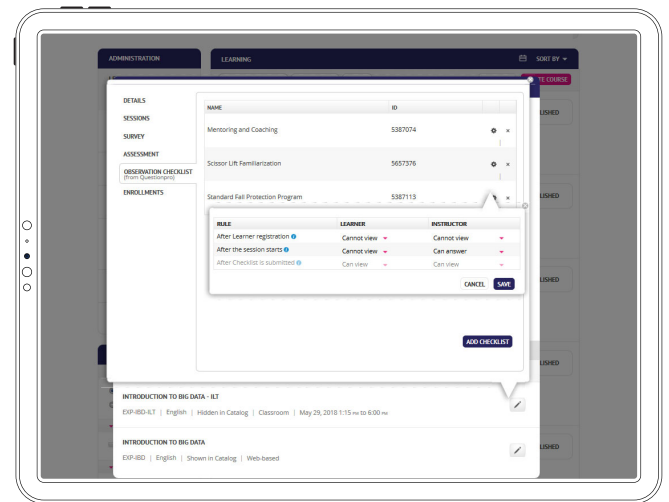 ADMINISTRATION
LEARNING
SORT BY
TE COURSE
LISHED
DETAILS
SESSIONS
SURVEY
ASSESSMENT
OBSERVATION CHECKLIST
(from Questionpro)
ENROLLMENTS
NAME ID
Mentoring and Coaching 5387074
Scissor Lift Familiarization 5657376
Standard Fall Protection Program 5387113
LISHED
RULE LEARNER INSTRUCTOR
After Learner registration Cannot view Cannot view
After the session starts Cannot view Can answer
After Checklist is submitted Can view Can view
CANCEL SAVE
LISHED
ADD CHECKLIST
LISHED
INTRODUCTION TO BIG DATA - ILT
EXP-IBD-ILT | English | Hidden in Catalog | Classroom | May 29, 2018 1:15 PM to 6:00 PM
INTRODUCTION TO BIG DATA
EXP-IBD | English | Shown in Catalog | Web-based
LISHED